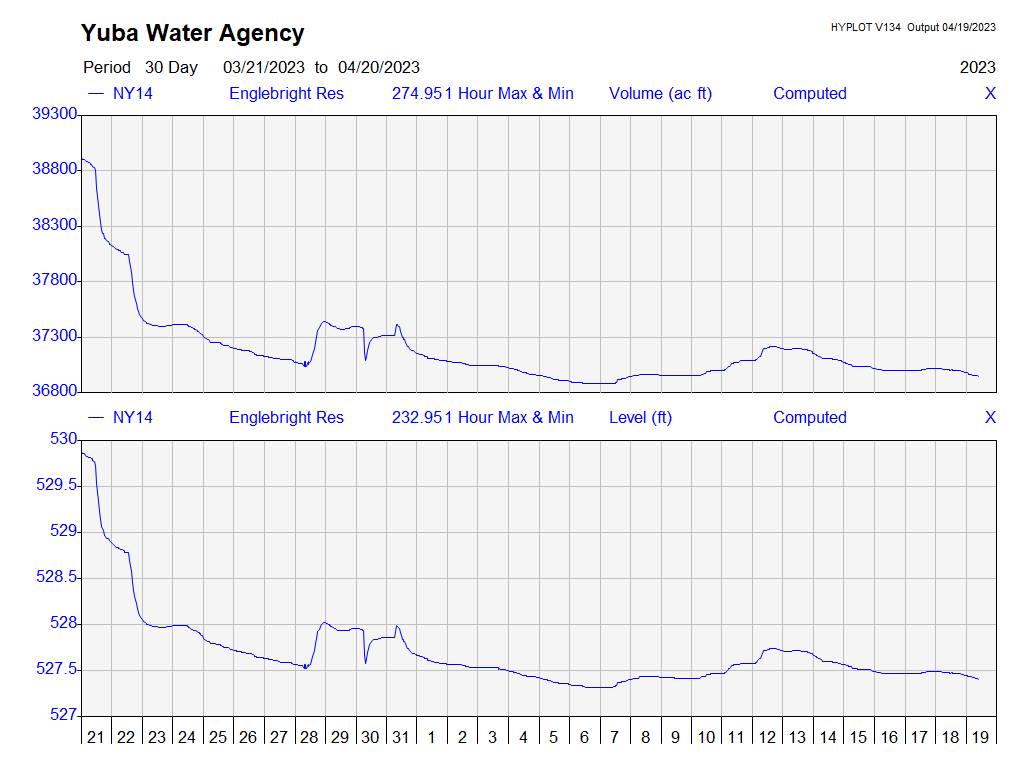 Yuba Water Agency
HYPLOT V134 Output 04/19/2023
Period 30 Day 03/21/2023 to 04/20/2023 2023
NY14 Englebright Res 274.95 1 Hour Max & Min Volume (ac ft) Computed X
39300
38800
38300
37800
37300
36800
NY14 Englebright Res 232.95 1 Hour Max & Min Level (ft) Computed X
530
529.5
529
528.5
528
527.5
527
21 22 23 24 25 26 27 28 29 30 31 1 2 3 4 5 6 7 8 9 10 11 12 13 14 15 16 17 18 19